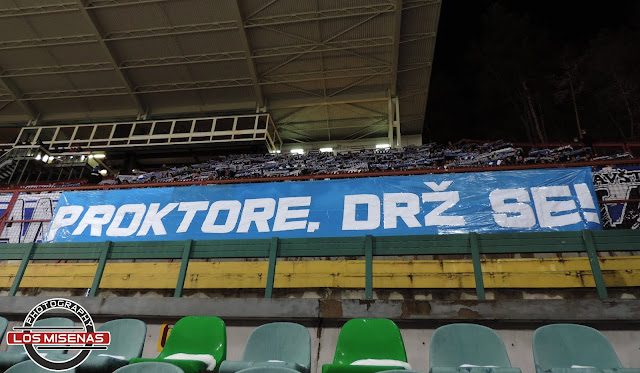 PROKTORE, DRŽ SE!
PHOTOGRAPHY
LOS MISENAS